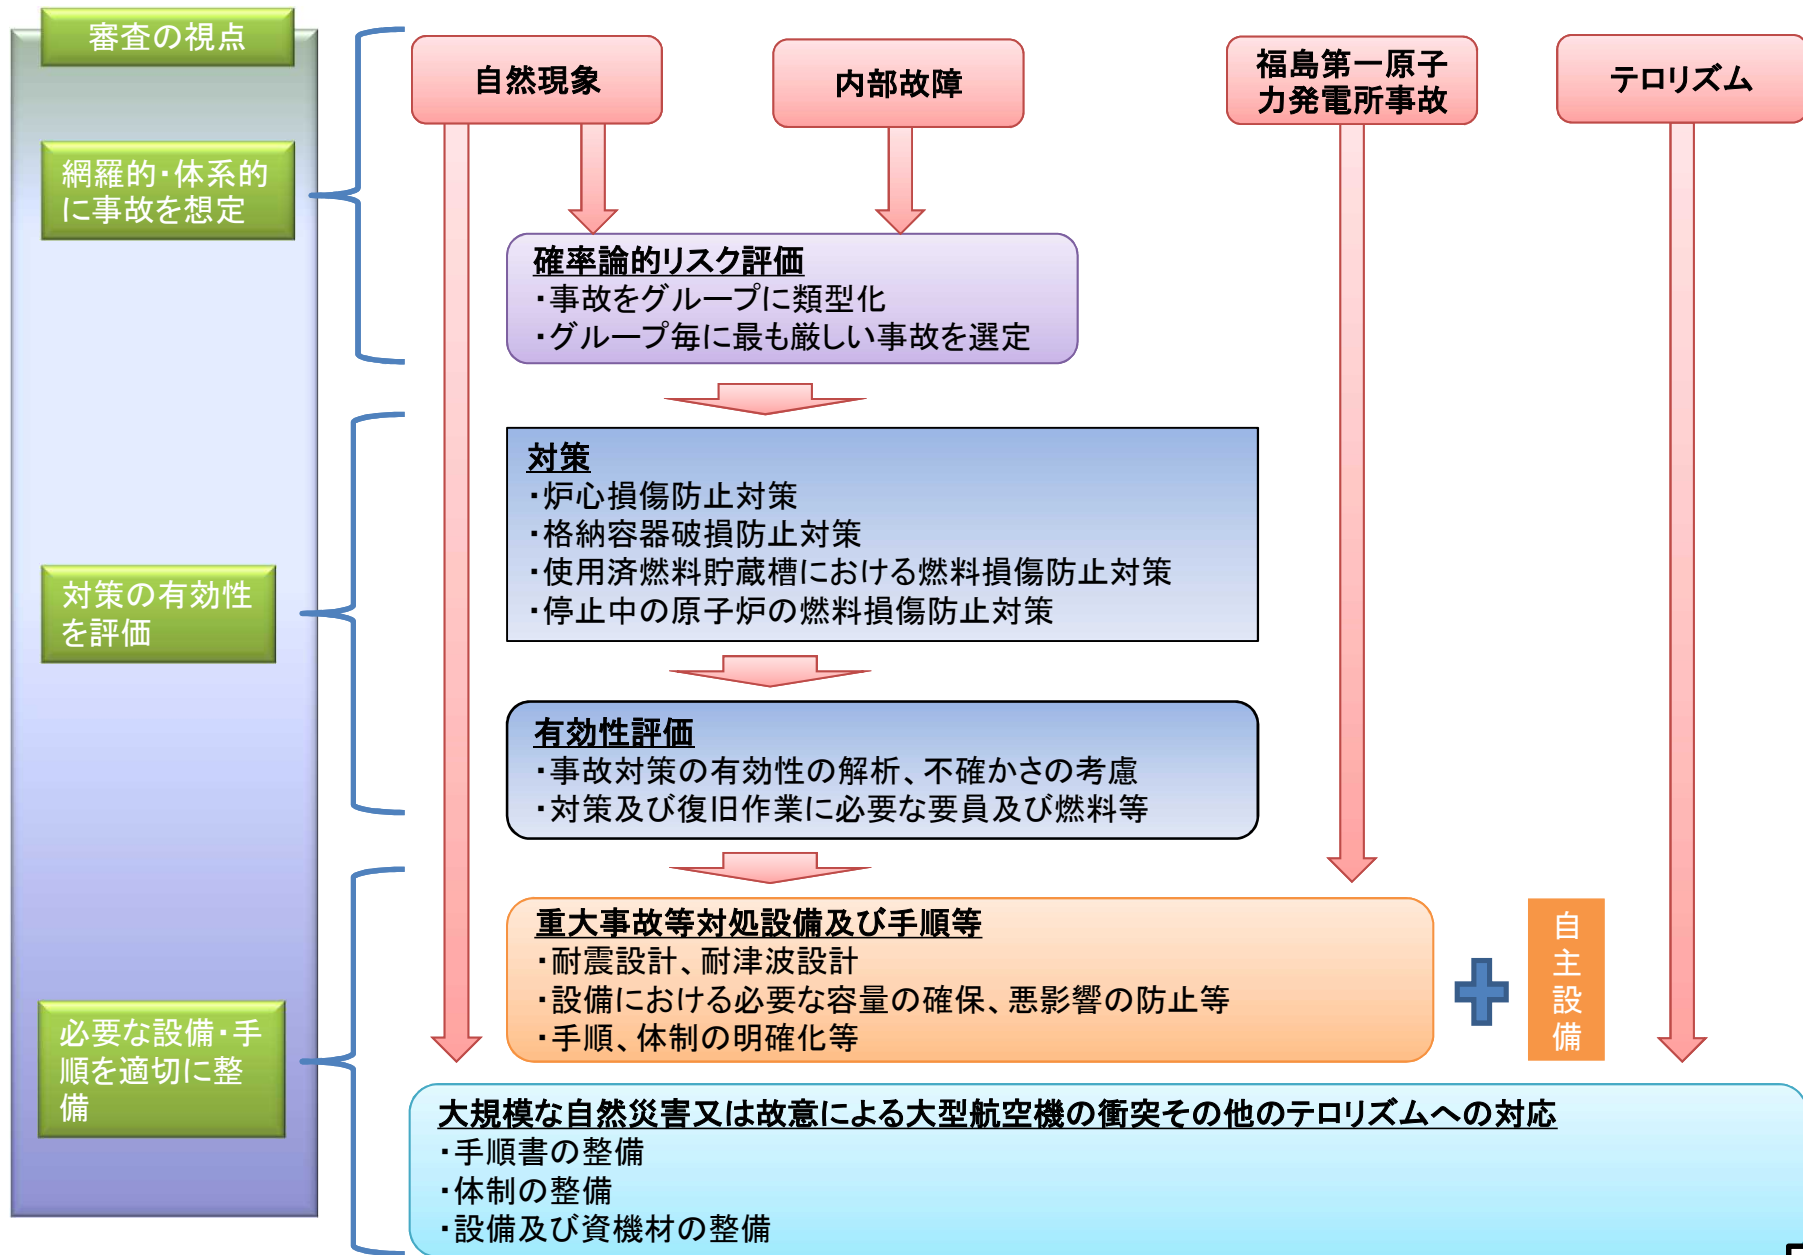 審査の視点
自然現象
内部故障
福島第一原子
力発電所事故
テロリズム
網羅的・体系的
に事故を想定
確率論的リスク評価
・事故をグループに類型化
・グループ毎に最も厳しい事故を選定
対策
・炉心損傷防止対策
・格納容器破損防止対策
・使用済燃料貯蔵槽における燃料損傷防止対策
・停止中の原子炉の燃料損傷防止対策
対策の有効性
を評価
有効性評価
・事故対策の有効性の解析、不確かさの考慮
・対策及び復旧作業に必要な要員及び燃料等
重大事故等対処設備及び手順等
・耐震設計、耐津波設計
・設備における必要な容量の確保、悪影響の防止等
・手順、体制の明確化等
自
主
設
備
必要な設備・手
順を適切に整
備
大規模な自然災害又は故意による大型航空機の衝突その他のテロリズムへの対応
・手順書の整備
・体制の整備
・設備及び資機材の整備